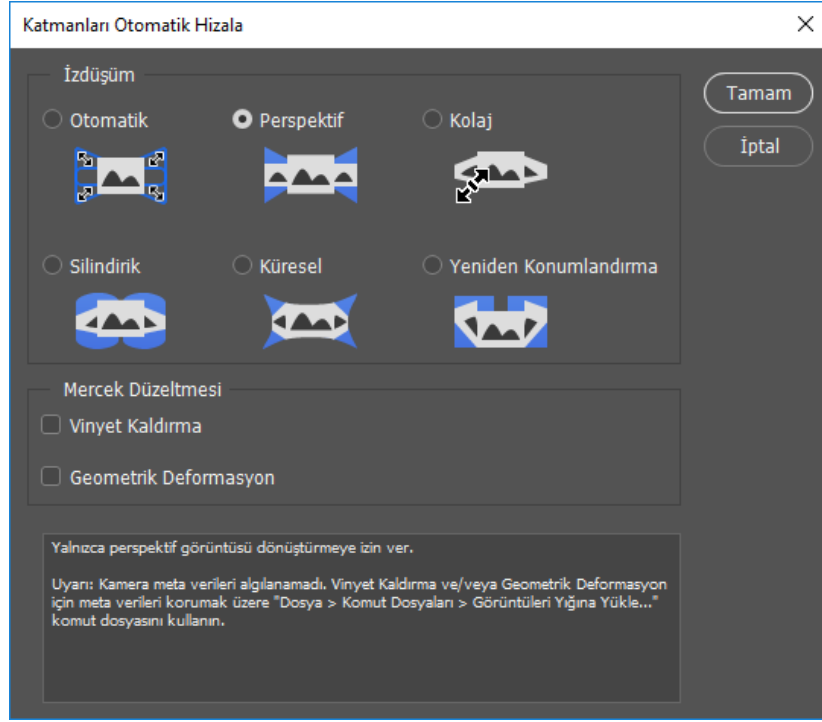 Katmanları Otomatik Hizala
İzdüşüm
Otomatik
Perspektif
Kolaj
Silindirik
Küresel
Yeniden Konumlandırma
Tamam
İptal
Mercek Düzeltmesi
Vinyet Kaldırma
Geometrik Deformasyon
Yalnızca perspektif görüntüsü dönüştürmeye izin ver.
Uyarı: Kamera meta verileri algılanamadı. Vinyet Kaldırma ve/veya Geometrik Deformasyon
için meta verileri korumak üzere "Dosya > Komut Dosyaları > Görüntüleri Yığına Yükle..."
komut dosyasını kullanın.